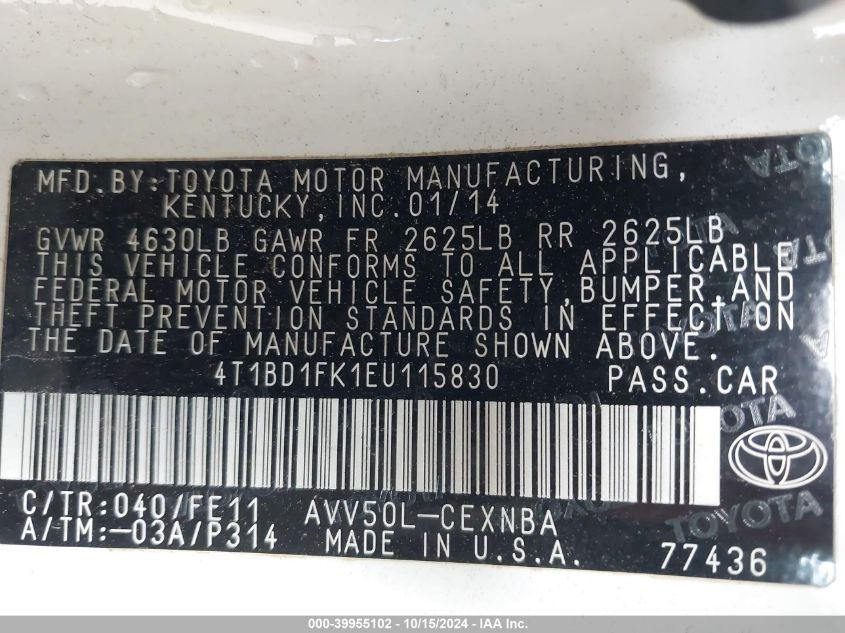 MFD.BY:TOYOTA MOTOR MANUFACTURING,
KENTUCKY, INC. 01/14
GVWR 4630LB GAWR FR 2625LB RR 2625LB
THIS VEHICLE CONFORMS TO ALL APPLICABLE
FEDERAL MOTOR VEHICLE SAFETY, BUMPER, AND
THEFT PREVENTION STANDARDS IN EFFECT ON
THE DATE OF MANUFACTURE SHOWN ABOVE.
4T1BD1FK1EU115830 PASS.CAR
TOYOTA
C/TR:040/FE11 AVV50L-CEXNBA
TOYOTA
A/TM:-03A/P314 MADE IN U.S.A. 77436
000-39955102 - 10/15/2024 - IAA Inc.